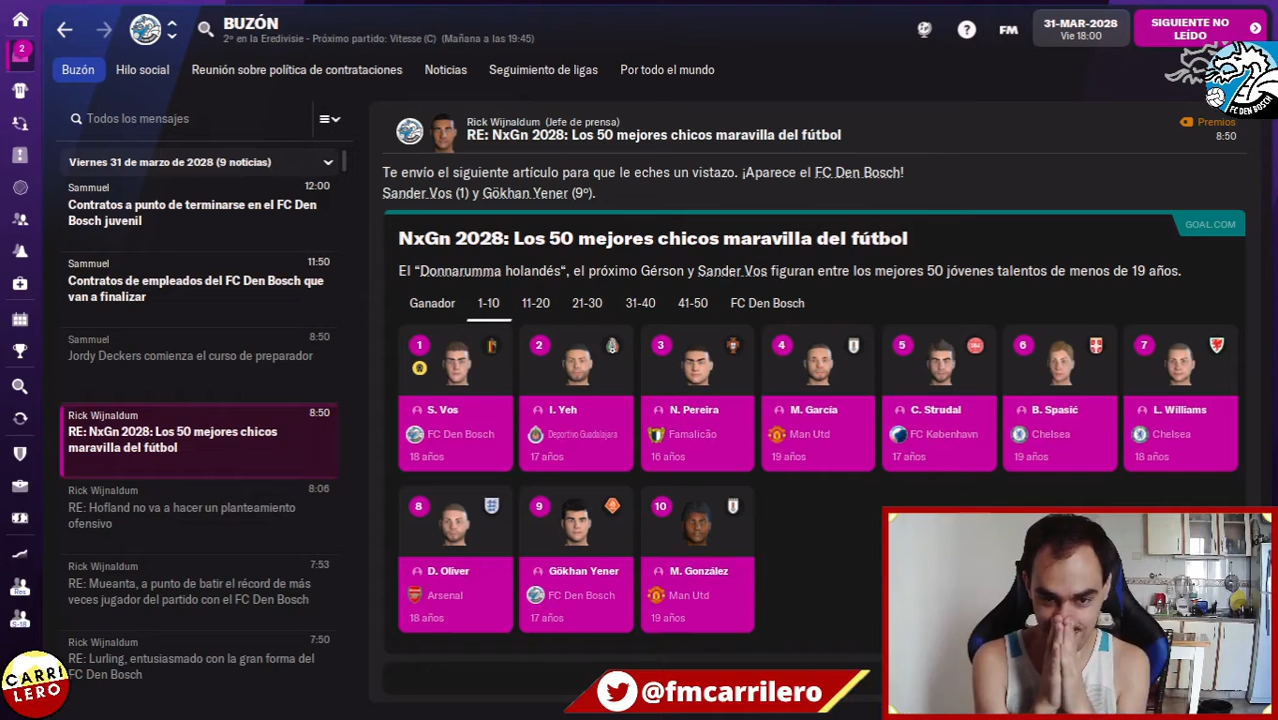 BUZÓN
2º en la Eredivisie - Próximo partido: Vitesse (C) (Mañana a las 19:45)
FM
31-MAR-2028
Vie 18:00
SIGUIENTE NO
LEÍDO
2
Buzón
Hilo social
Reunión sobre política de contrataciones
Noticias
Seguimiento de ligas
Por todo el mundo
FC DEN BOSCH
Todos los mensajes
Viernes 31 de marzo de 2028 (9 noticias)
Sammuel
12:00
Contratos a punto de terminarse en el FC Den
Bosch juvenil
Sammuel
11:50
Contratos de empleados del FC Den Bosch que
van a finalizar
Sammuel
8:50
Jordy Deckers comienza el curso de preparador
Rick Wijnaldum
8:50
RE: NxGn 2028: Los 50 mejores chicos
maravilla del fútbol
Rick Wijnaldum
8:06
RE: Hofland no va a hacer un planteamiento
ofensivo
Rick Wijnaldum
7:53
RE: Mueanta, a punto de batir el récord de más
veces jugador del partido con el FC Den Bosch
Rick Wijnaldum
7:50
RE: Lurling, entusiasmado con la gran forma del
FC Den Bosch
Res
S-18
CARRI
LERO
Rick Wijnaldum (Jefe de prensa)
RE: NxGn 2028: Los 50 mejores chicos maravilla del fútbol
Premios
8:50
Te envío el siguiente artículo para que le eches un vistazo. ¡Aparece el FC Den Bosch!
Sander Vos (1) y Gökhan Yener (9º).
GOAL.COM
NxGn 2028: Los 50 mejores chicos maravilla del fútbol
El “Donnarumma holandés“, el próximo Gérson y Sander Vos figuran entre los mejores 50 jóvenes talentos de menos de 19 años.
Ganador
1-10
11-20
21-30
31-40
41-50
FC Den Bosch
1
S. Vos
FC Den Bosch
18 años
2
I. Yeh
Deportivo Guadalajara
17 años
3
N. Pereira
Famalicão
16 años
4
M. García
Man Utd
19 años
5
C. Strudal
FC København
17 años
6
B. Spasić
Chelsea
19 años
7
L. Williams
Chelsea
18 años
8
D. Oliver
Arsenal
18 años
9
Gökhan Yener
FC Den Bosch
17 años
10
M. González
Man Utd
19 años
@fmcarrilero